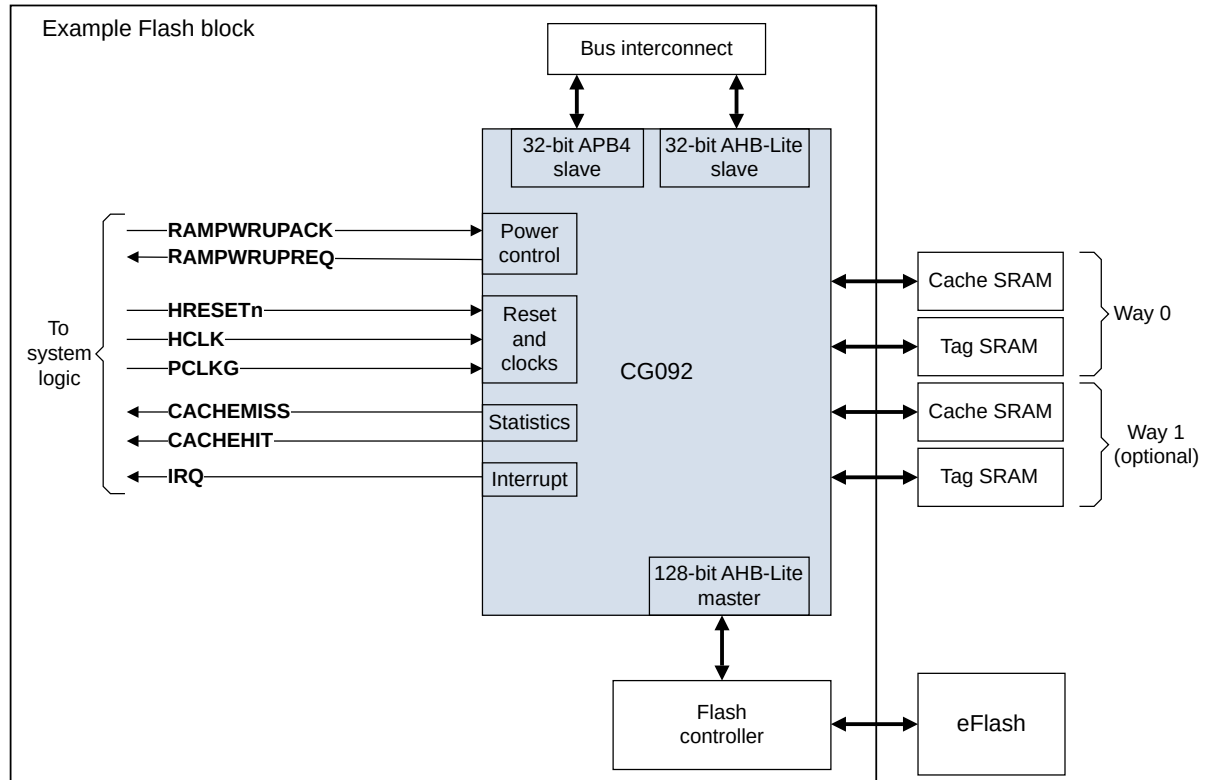 Example Flash block
Bus interconnect
32-bit APB4
slave
32-bit AHB-Lite
slave
RAMPWRUPACK
RAMPWRUPREQ
Power
control
HRESETn
HCLK
PCLKG
Reset
and
clocks
To
system
logic
CACHEMISS
CACHEHIT
Statistics
IRQ
Interrupt
CG092
Cache SRAM
Tag SRAM
Way 0
Cache SRAM
Tag SRAM
Way 1
(optional)
128-bit AHB-Lite
master
Flash
controller
eFlash